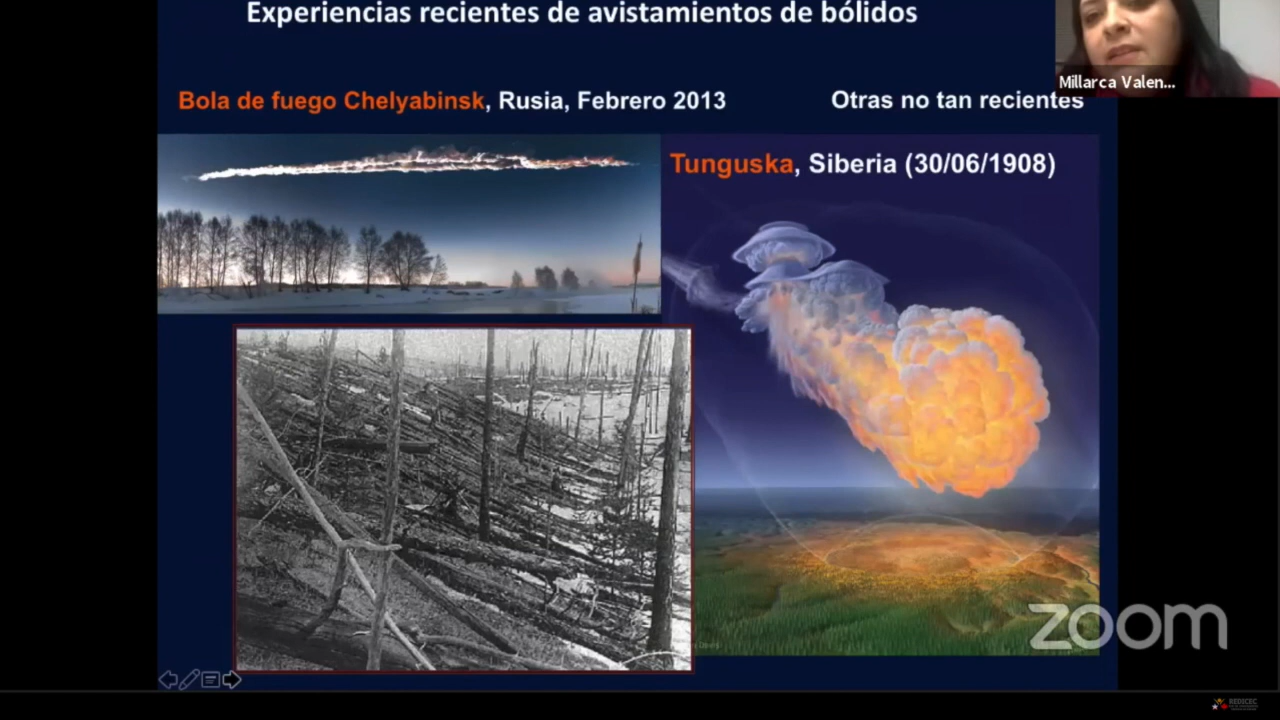 Experiencias recientes de avistamientos de bólidos
Millarca Valen...
Bola de fuego Chelyabinsk, Rusia, Febrero 2013
Otras no tan recientes
Tunguska, Siberia (30/06/1908)
zoom
REDICEC